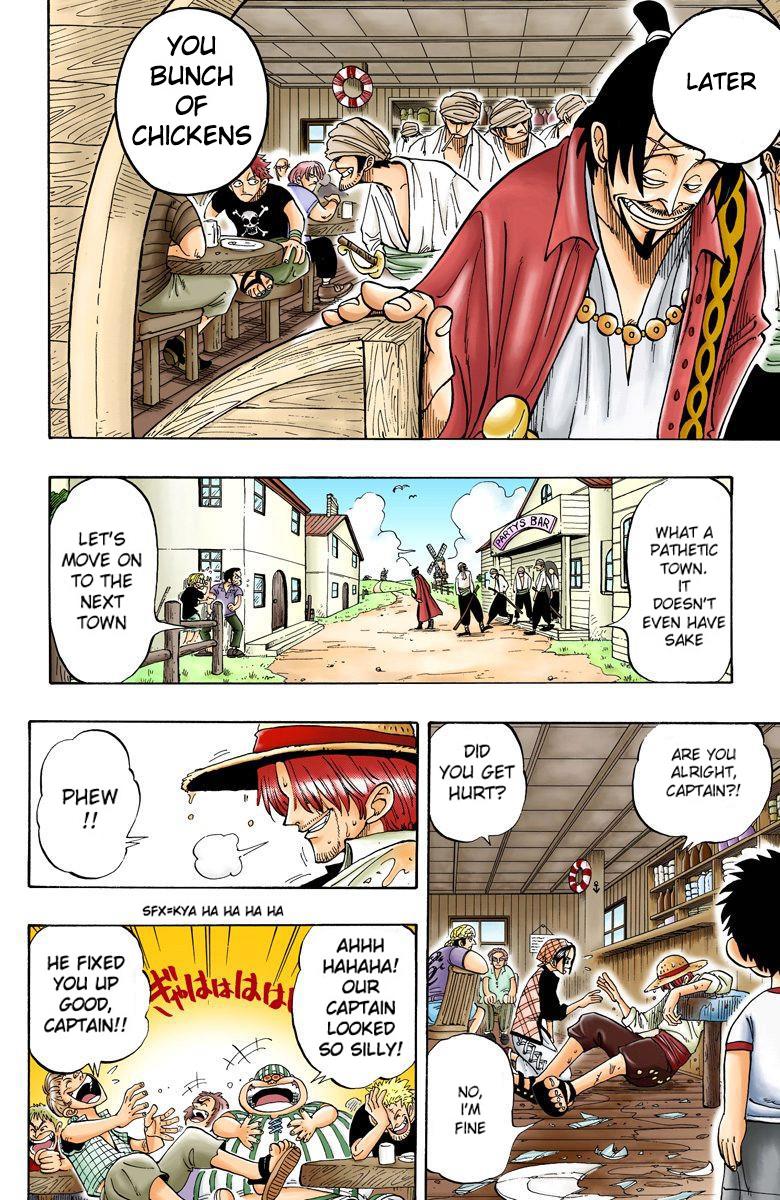 LATER
YOU
BUNCH
OF
CHICKENS
WHAT A
PATHETIC
TOWN.
IT
DOESN'T
EVEN HAVE
SAKE
PARTYS BAR
LET'S
MOVE ON
TO THE
NEXT
TOWN
ARE YOU
ALRIGHT,
CAPTAIN?!
DID
YOU GET
HURT?
NO,
I'M
FINE
PHEW
!!
SFX=KYA HA HA HA HA
AHHH
HAHAHA!
OUR
CAPTAIN
LOOKED
SO SILLY!
ぎゃはははは
HE FIXED
YOU UP
GOOD,
CAPTAIN!!